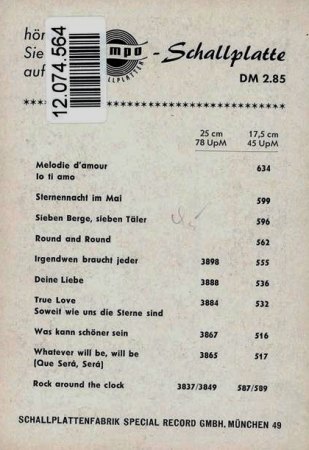 hör
Sie mpo -Schallplatte
auf
SCHALLPLATTEN
DM 2.85
12.074.564
25 cm 17,5 cm
78 UpM 45 UpM
Melodie d'amour
Io ti amo 634
Sternennacht im Mai 599
Sieben Berge, sieben Täler 596
Round and Round 562
Irgendwen braucht jeder 3898 555
Deine Liebe 3888 536
True Love 3884 532
Soweit wie uns die Sterne sind
Was kann schöner sein 3867 516
Whatever will be, will be 3865 517
(Que Será, Será)
Rock around the clock 3837/3849 587/589
SCHALLPLATTENFABRIK SPECIAL RECORD GMBH. MÜNCHEN 49